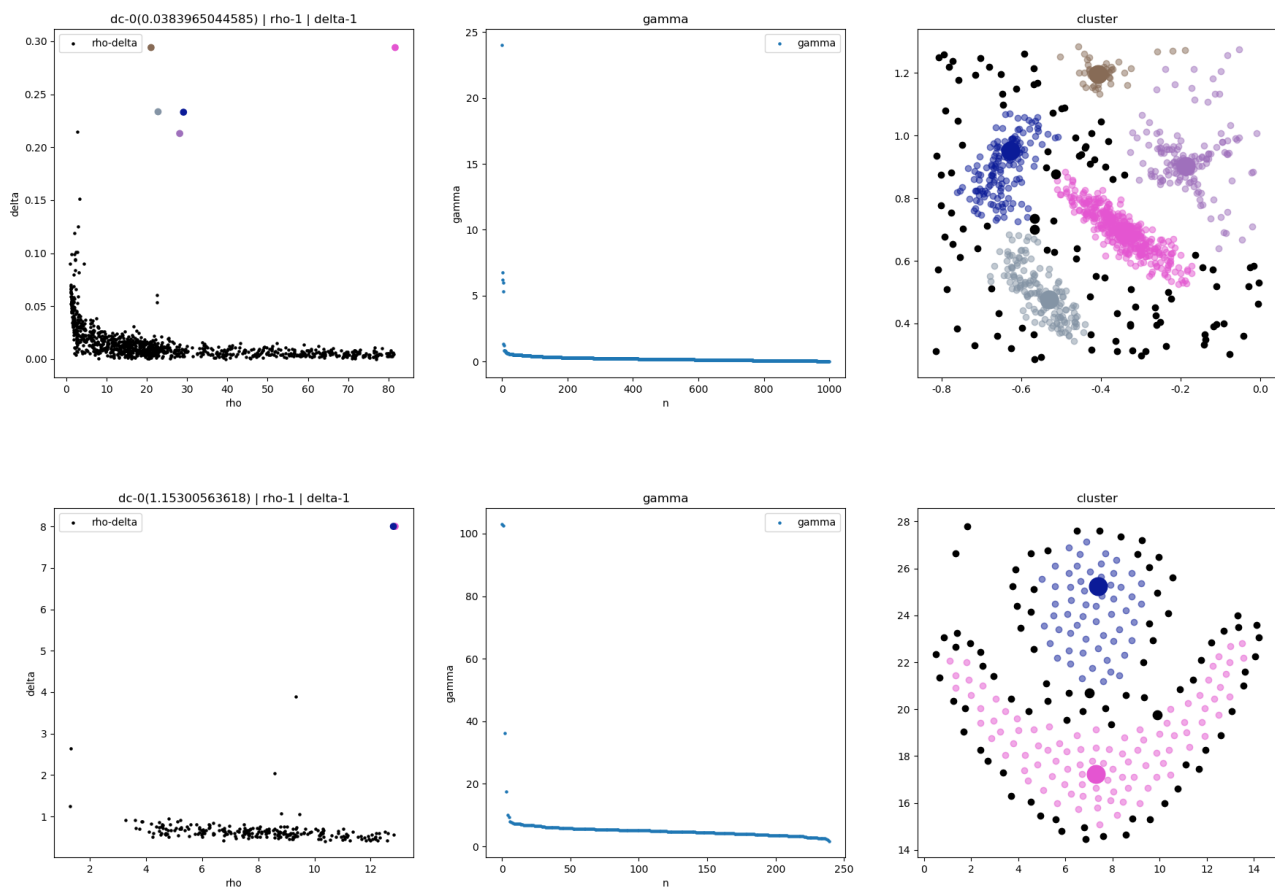 dc-0(0.0383965044585) | rho-1 | delta-1
rho-delta
delta
0.30
0.25
0.20
0.15
0.10
0.05
0.00
0 10 20 30 40 50 60 70 80
rho
gamma
gamma
gamma
25
20
15
10
5
0
0 200 400 600 800 1000
n
cluster
1.2
1.0
0.8
0.6
0.4
-0.8 -0.6 -0.4 -0.2 0.0
dc-0(1.15300563618) | rho-1 | delta-1
rho-delta
delta
8
7
6
5
4
3
2
1
2 4 6 8 10 12
rho
gamma
gamma
gamma
100
80
60
40
20
0
0 50 100 150 200 250
n
cluster
28
26
24
22
20
18
16
14
0 2 4 6 8 10 12 14